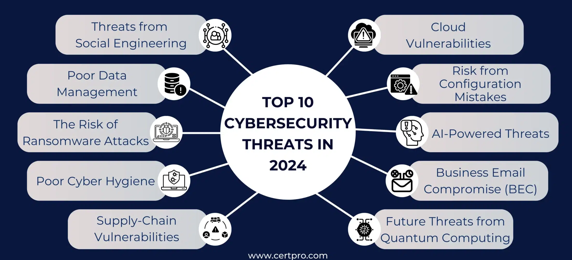 Threats from
Social Engineering
Poor Data
Management
The Risk of
Ransomware Attacks
Poor Cyber Hygiene
Supply-Chain
Vulnerabilities
TOP 10
CYBERSECURITY
THREATS IN
2024
Cloud
Vulnerabilities
Risk from
Configuration
Mistakes
AI-Powered Threats
Business Email
Compromise (BEC)
Future Threats from
Quantum Computing
www.certpro.com